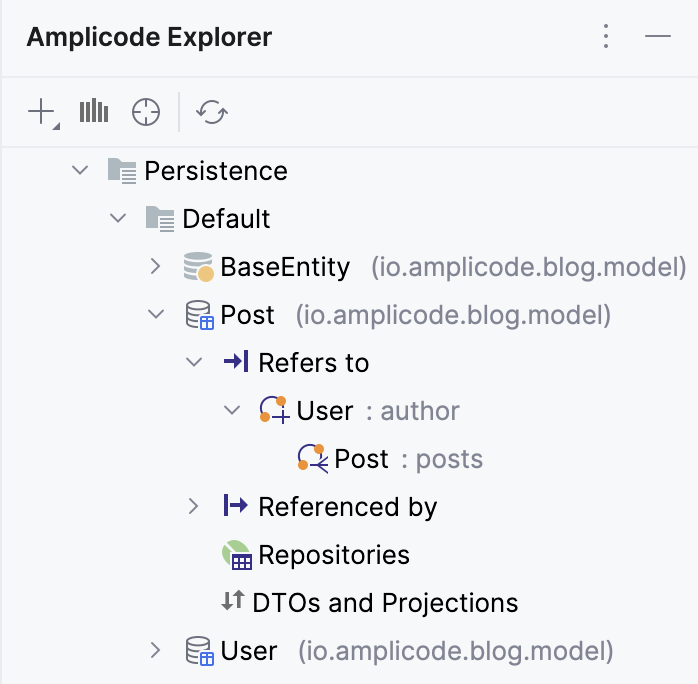 Amplicode Explorer
Persistence
Default
BaseEntity (io.amplicode.blog.model)
Post (io.amplicode.blog.model)
Refers to
User : author
Post : posts
Referenced by
Repositories
DTOs and Projections
User (io.amplicode.blog.model)